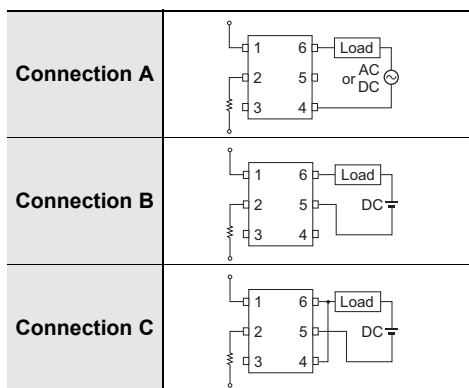 Connection A
1 6 Load
2 5 or AC DC
3 4
Connection B
1 6 Load
2 5 DC
3 4
Connection C
1 6 Load
2 5 DC
3 4